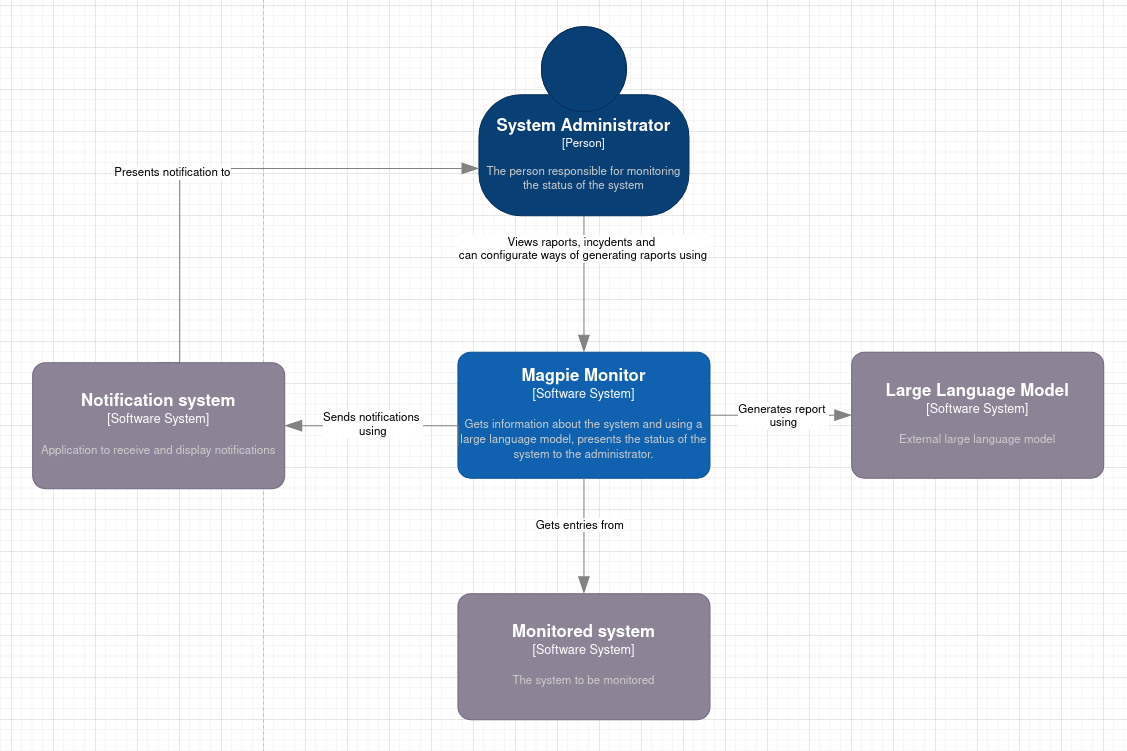 System Administrator
[Person]
The person responsible for monitoring
the status of the system
Presents notification to
Views raports, incydents and
can configurate ways of generating reports using
Notification system
[Software System]
Application to receive and display notifications
Sends notifications
using
Magpie Monitor
[Software System]
Gets information about the system and using a
large language model, presents the status of the
system to the administrator.
Generates report
using
Large Language Model
[Software System]
External large language model
Gets entries from
Monitored system
[Software System]
The system to be monitored